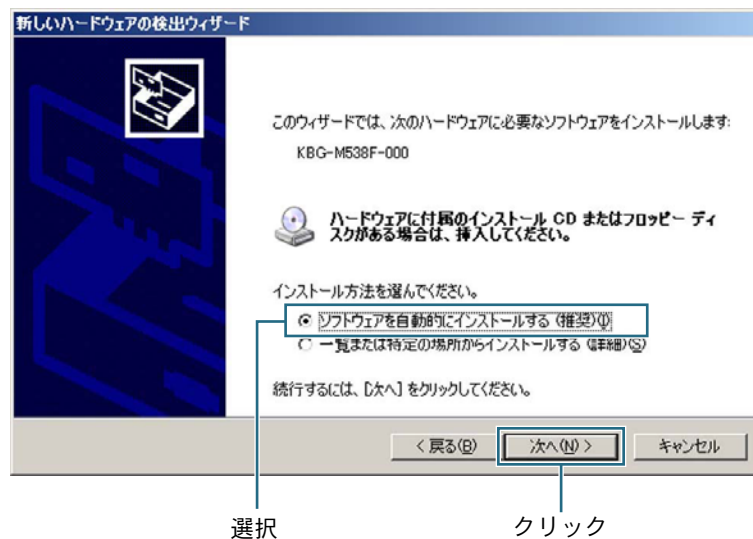 新しいハードウェアの検出ウィザード
このウィザードでは、次のハードウェアに必要なソフトウェアをインストールします:
KBG-M538F-000
ハードウェアに付属のインストール CD またはフロッピー ディ
スクがある場合は、挿入してください。
インストール方法を選んでください。
ソフトウェアを自動的にインストールする (推奨)(I)
一覧または特定の場所からインストールする (詳細)(S)
続行するには、[次へ] をクリックしてください。
< 戻る(B) 次へ(N) > キャンセル
選択 クリック